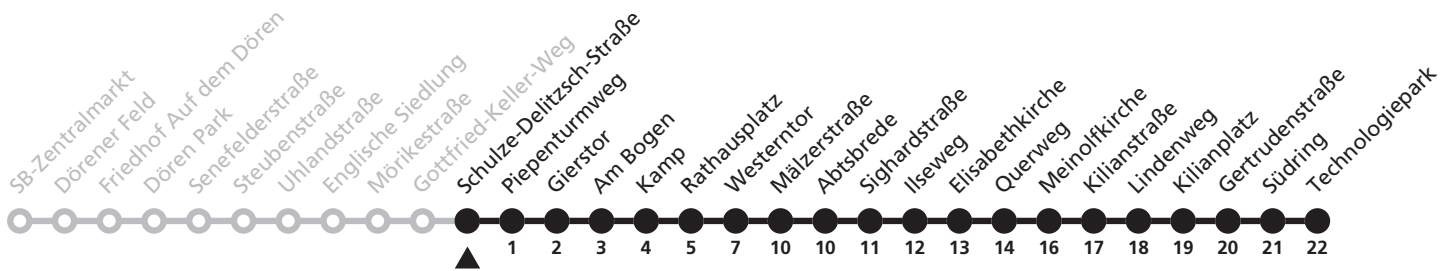 SB-Zentralmarkt
Dörener Feld
Friedhof Auf dem Dören
Dören Park
Senefelderstraße
Steubenstraße
Uhlandstraße
Englische Siedlung
Mörikestraße
Gottfried-Keller-Weg
Schulze-Delitzsch-Straße
Piepenturmweg
Gierstor
Am Bogen
Kamp
Rathausplatz
Westerntor
Mälzerstraße
Abtsbrede
Sighardstraße
Ilseweg
Elisabethkirche
Querweg
Meinolfkirche
Kilianstraße
Lindenweg
Kilianplatz
Gertrudenstraße
Südring
Technologiepark
1 2 3 4 5 7 10 10 11 12 13 14 16 17 18 19 20 21 22